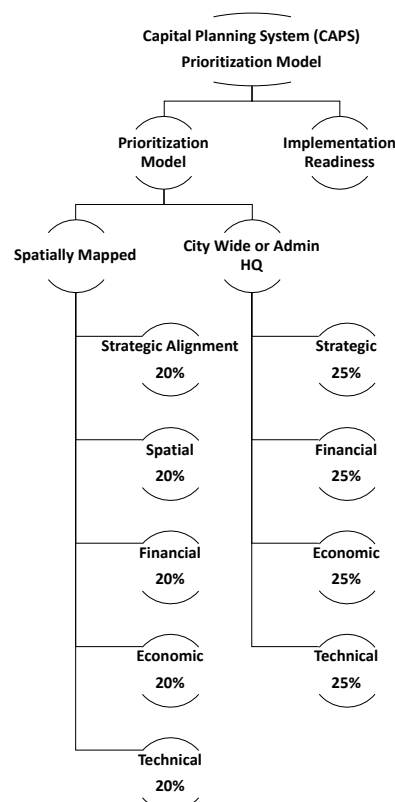 Capital Planning System (CAPS)
Prioritization Model
Prioritization
Model
Implementation
Readiness
Spatially Mapped
City Wide or Admin
HQ
Strategic Alignment
20%
Strategic
25%
Spatial
20%
Financial
25%
Financial
20%
Economic
25%
Economic
20%
Technical
25%
Technical
20%